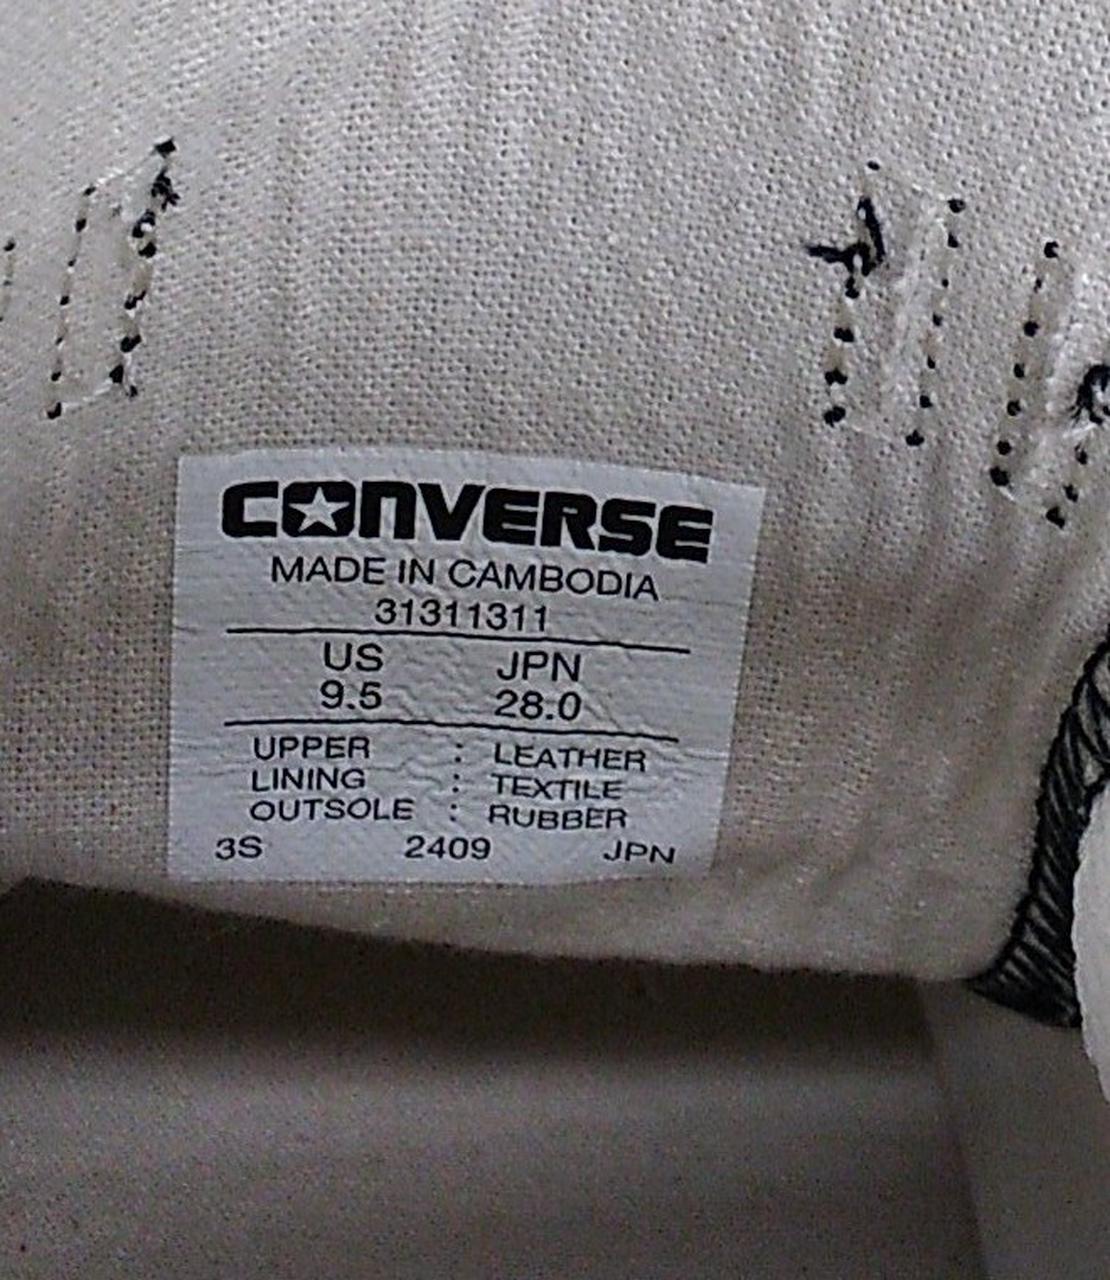 CONVERSE
MADE IN CAMBODIA
31311311
US JPN
9.5 28.0
UPPER : LEATHER
LINING : TEXTILE
OUTSOLE : RUBBER
3S 2409 JPN